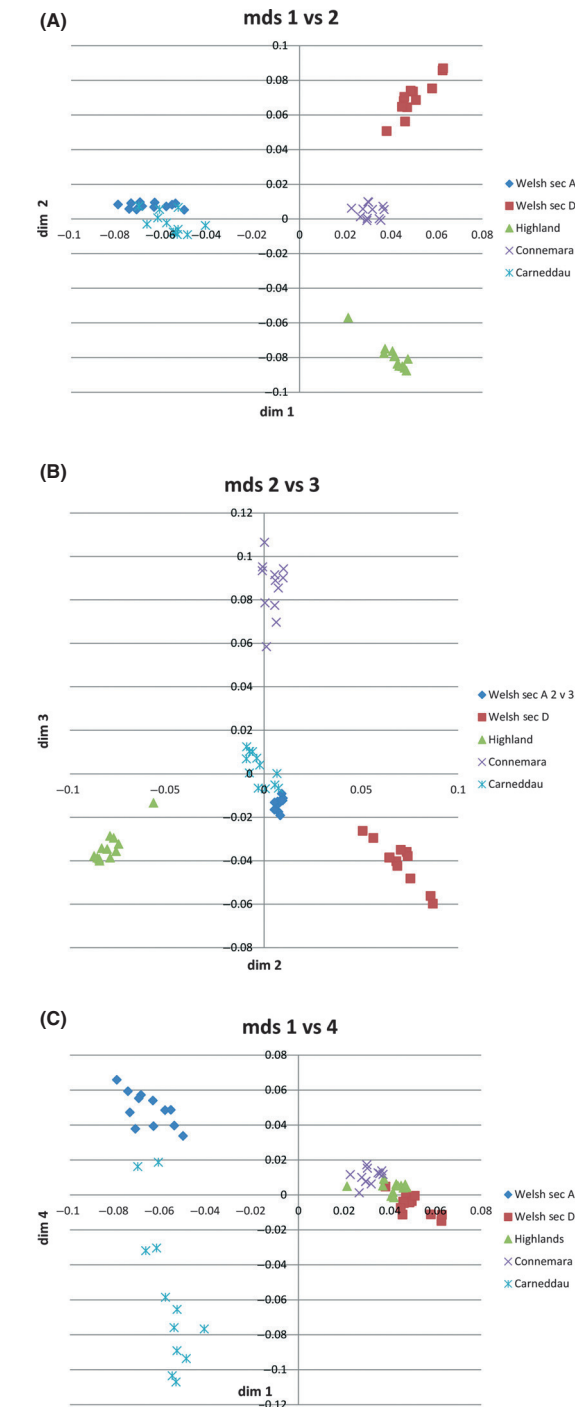 (A)
mds 1 vs 2
0.1
0.08
0.06
0.04
0.02
0
−0.1 −0.08 −0.06 −0.04 −0.02 0 0.02 0.04 0.06 0.08
−0.02
−0.04
−0.06
−0.08
−0.1
dim 2
dim 1
Welsh sec A
Welsh sec D
Highland
Connemara
Carneddau
(B)
mds 2 vs 3
0.12
0.1
0.08
0.06
0.04
0.02
0
−0.1 −0.05 0 0.05 0.1
−0.02
−0.04
−0.06
−0.08
dim 3
dim 2
Welsh sec A 2 v 3
Welsh sec D
Highland
Connemara
Carneddau
(C)
mds 1 vs 4
0.08
0.06
0.04
0.02
0
−0.1 −0.08 −0.06 −0.04 −0.02 0 0.02 0.04 0.06 0.08
−0.02
−0.04
−0.06
−0.08
−0.1
−0.12
dim 4
dim 1
Welsh sec A
Welsh sec D
Highlands
Connemara
Carneddau